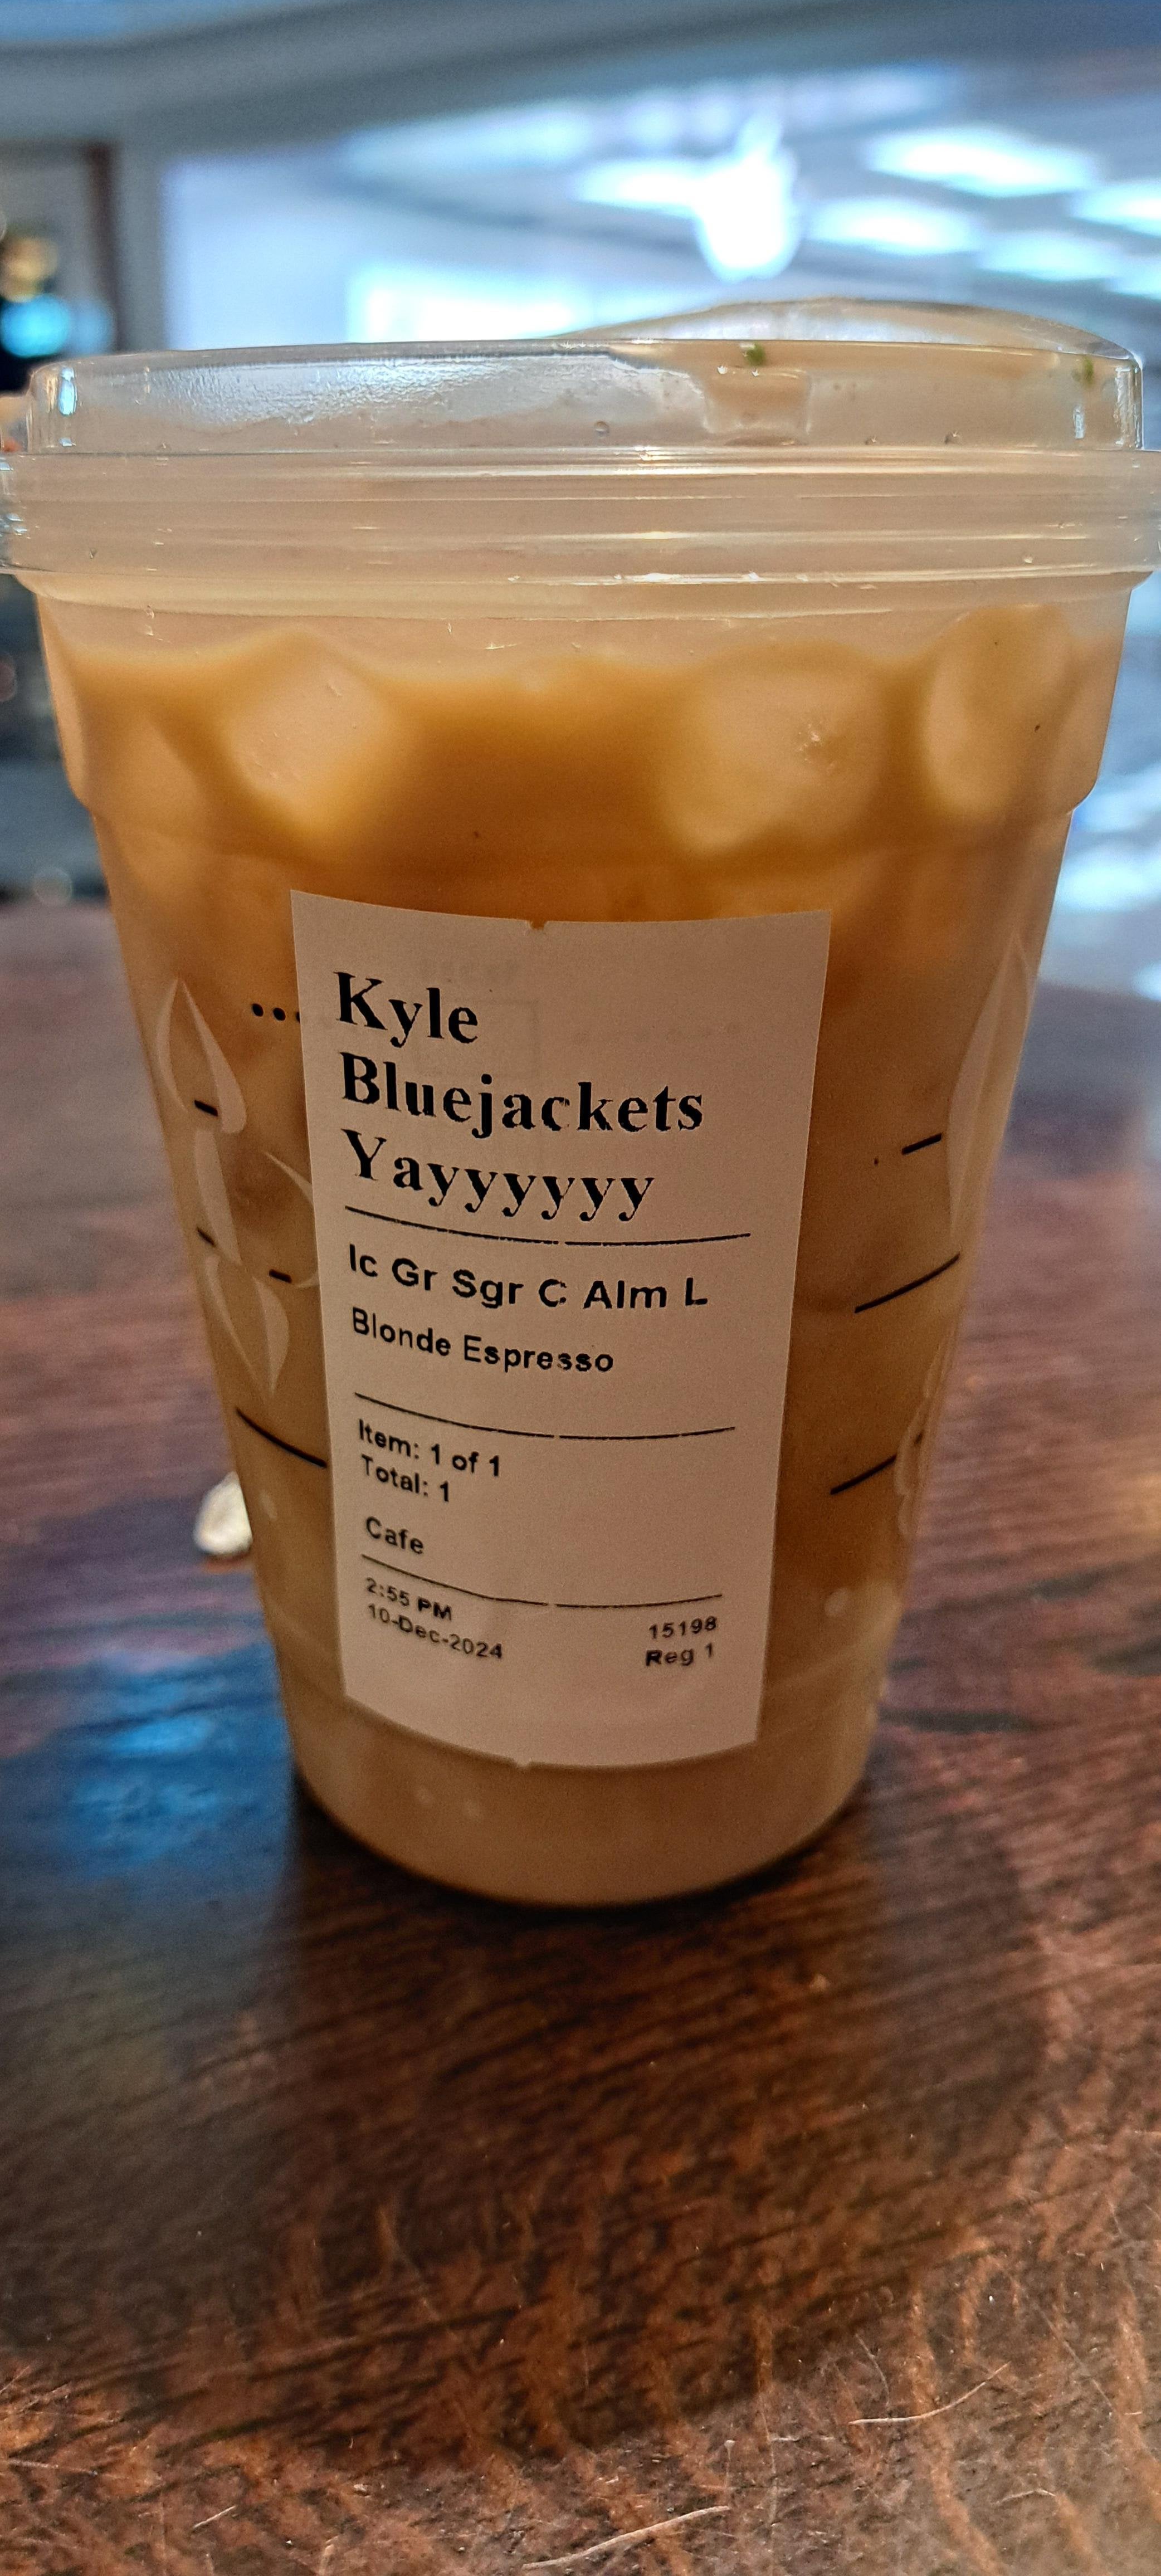 Kyle
Bluejackets
Yayyyyyy
Ic Gr Sgr C Alm L
Blonde Espresso
Item: 1 of 1
Total: 1
Cafe
2:55 PM
10-Dec-2024
15198
Reg 1